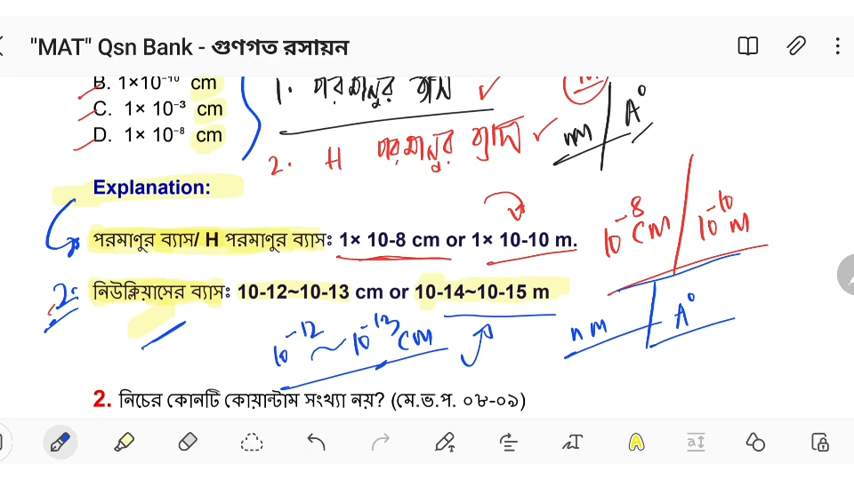 "MAT" Qsn Bank - গুণগত রসায়ন
B. 1×10⁻¹⁰ cm
C. 1× 10⁻³ cm
D. 1× 10⁻⁸ cm
1. পরমাণুর ব্যাস
2. H পরমাণুর ব্যাস
nm / A°
Explanation:
পরমাণুর ব্যাস/ H পরমাণুর ব্যাস: 1× 10-8 cm or 1× 10-10 m.
10⁻⁸ cm / 10⁻¹⁰ m
2. নিউক্লিয়াসের ব্যাস: 10-12~10-13 cm or 10-14~10-15 m
10⁻¹² ~ 10⁻¹³ cm
nm / A°
2. নিচের কোনটি কোয়ান্টাম সংখ্যা নয়? (মে.ভ.প. ০৮-০৯)